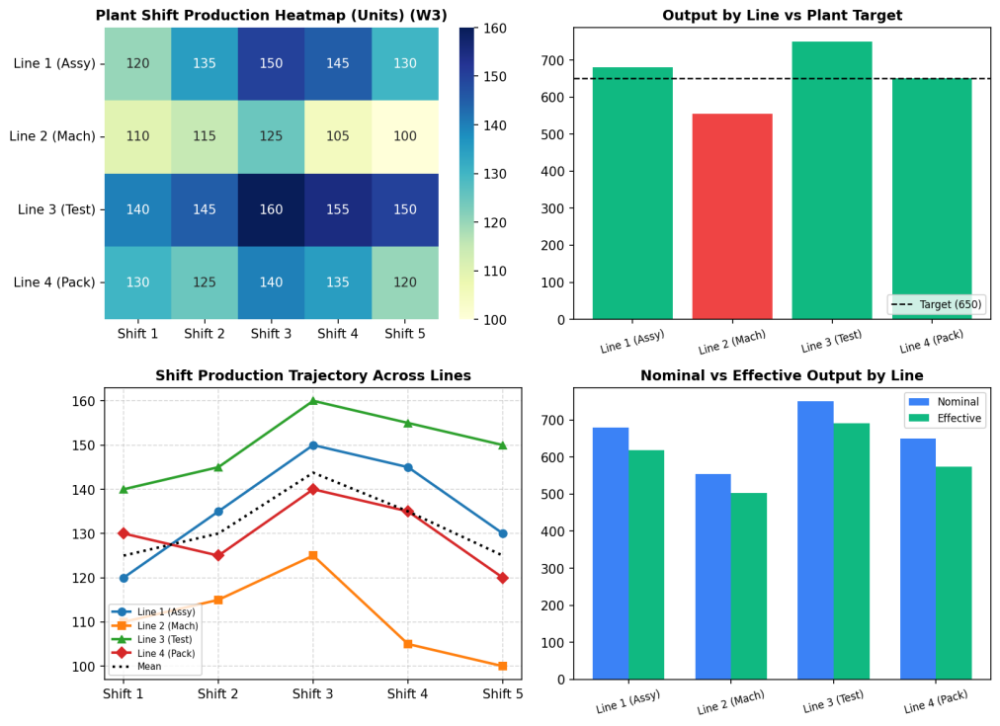 Plant Shift Production Heatmap (Units) (W3)
Line 1 (Assy) 120 135 150 145 130
Line 2 (Mach) 110 115 125 105 100
Line 3 (Test) 140 145 160 155 150
Line 4 (Pack) 130 125 140 135 120
Shift 1 Shift 2 Shift 3 Shift 4 Shift 5
160
150
140
130
120
110
100
Output by Line vs Plant Target
700
600
500
400
300
200
100
0
Target (650)
Line 1 (Assy) Line 2 (Mach) Line 3 (Test) Line 4 (Pack)
Shift Production Trajectory Across Lines
160
150
140
130
120
110
100
Line 1 (Assy)
Line 2 (Mach)
Line 3 (Test)
Line 4 (Pack)
Mean
Shift 1 Shift 2 Shift 3 Shift 4 Shift 5
Nominal vs Effective Output by Line
Nominal
Effective
700
600
500
400
300
200
100
0
Line 1 (Assy) Line 2 (Mach) Line 3 (Test) Line 4 (Pack)